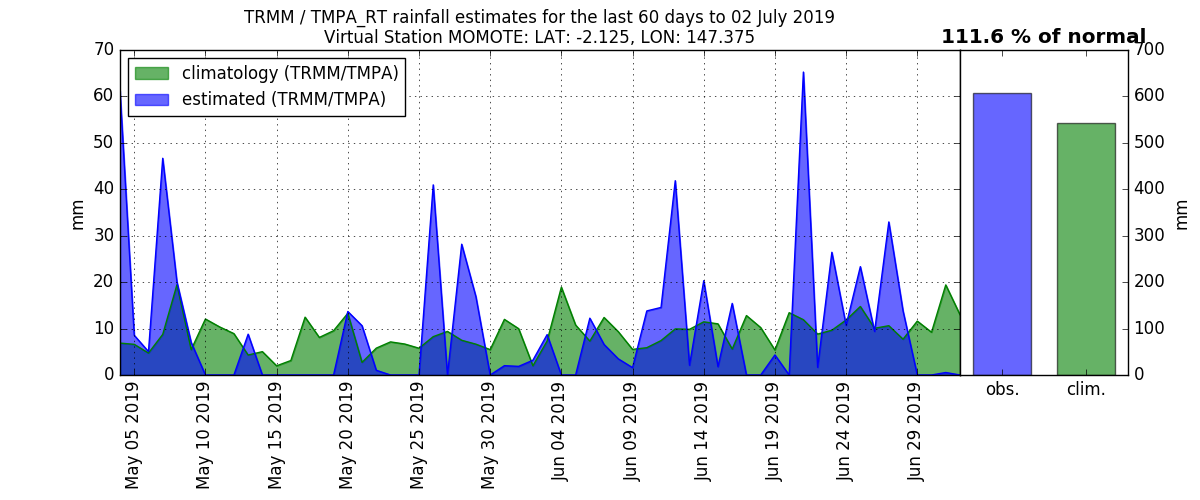 TRMM / TMPA_RT rainfall estimates for the last 60 days to 02 July 2019
Virtual Station MOMOTE: LAT: -2.125, LON: 147.375
111.6 % of normal
climatology (TRMM/TMPA)
estimated (TRMM/TMPA)
mm
70
60
50
40
30
20
10
0
May 05 2019
May 10 2019
May 15 2019
May 20 2019
May 25 2019
May 30 2019
Jun 04 2019
Jun 09 2019
Jun 14 2019
Jun 19 2019
Jun 24 2019
Jun 29 2019
obs.
clim.
700
600
500
400
300
200
100
0
mm